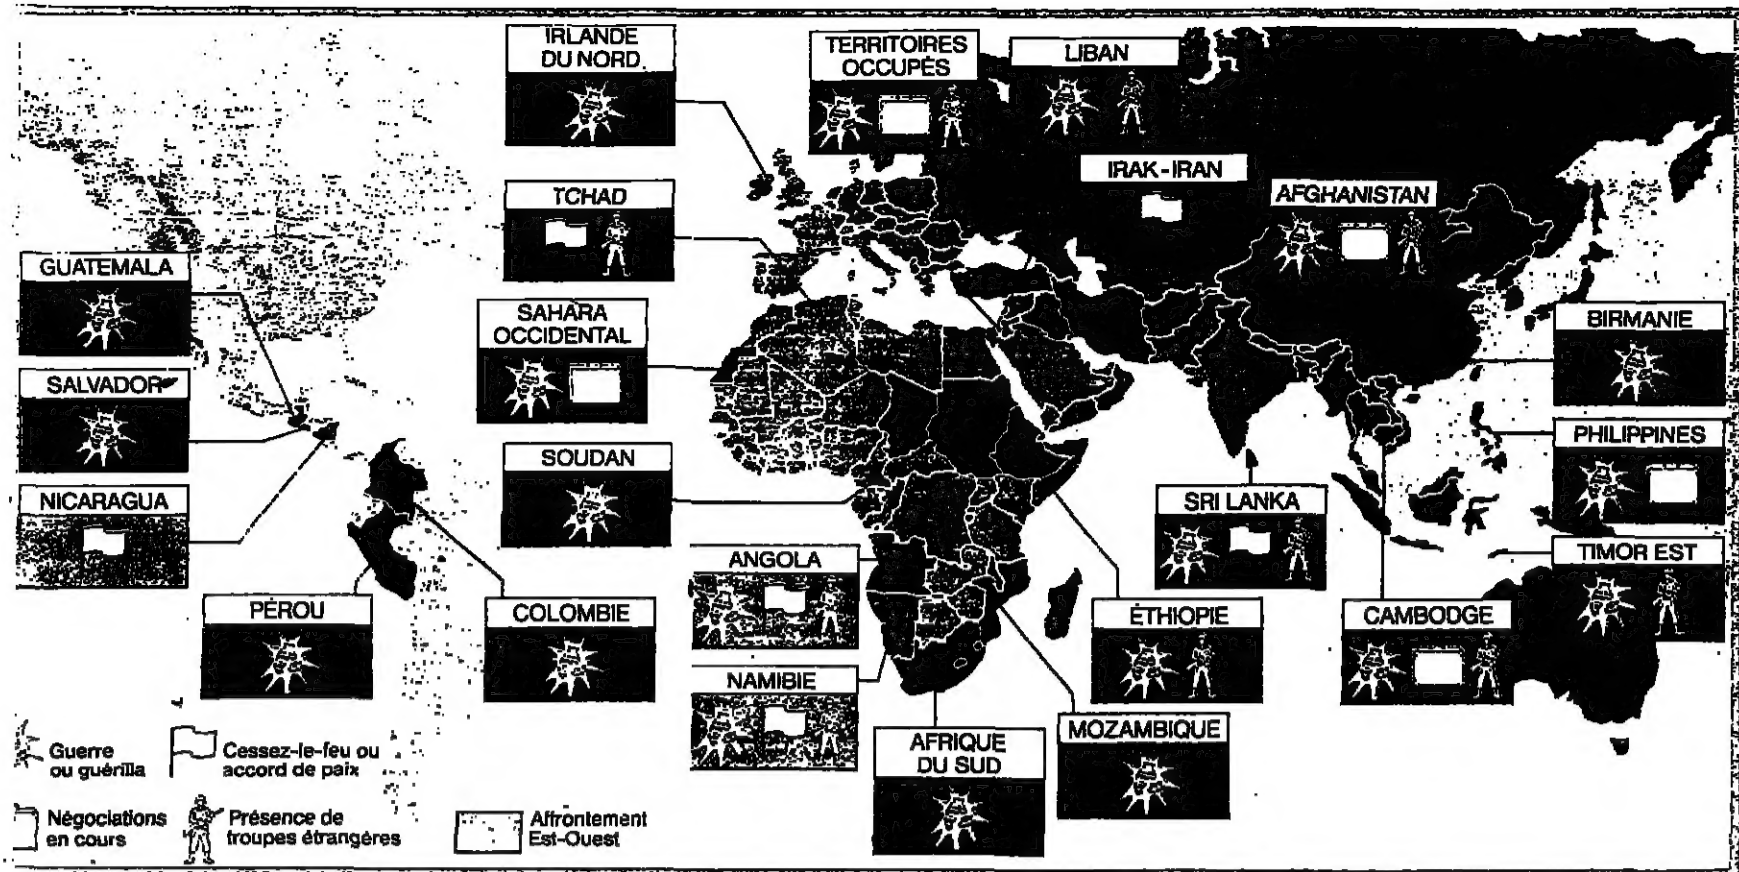 IRLANDE
DU NORD
TERRITOIRES
OCCUPÉS
LIBAN
TCHAD
IRAK-IRAN
AFGHANISTAN
GUATEMALA
SAHARA
OCCIDENTAL
BIRMANIE
SALVADOR
PHILIPPINES
SOUDAN
NICARAGUA
SRI LANKA
ANGOLA
TIMOR EST
PÉROU
COLOMBIE
ÉTHIOPIE
CAMBODGE
NAMIBIE
AFRIQUE
DU SUD
MOZAMBIQUE
Guerre
ou guérilla
Cessez-le-feu ou
accord de paix
Négociations
en cours
Présence de
troupes étrangères
Affrontement
Est-Ouest